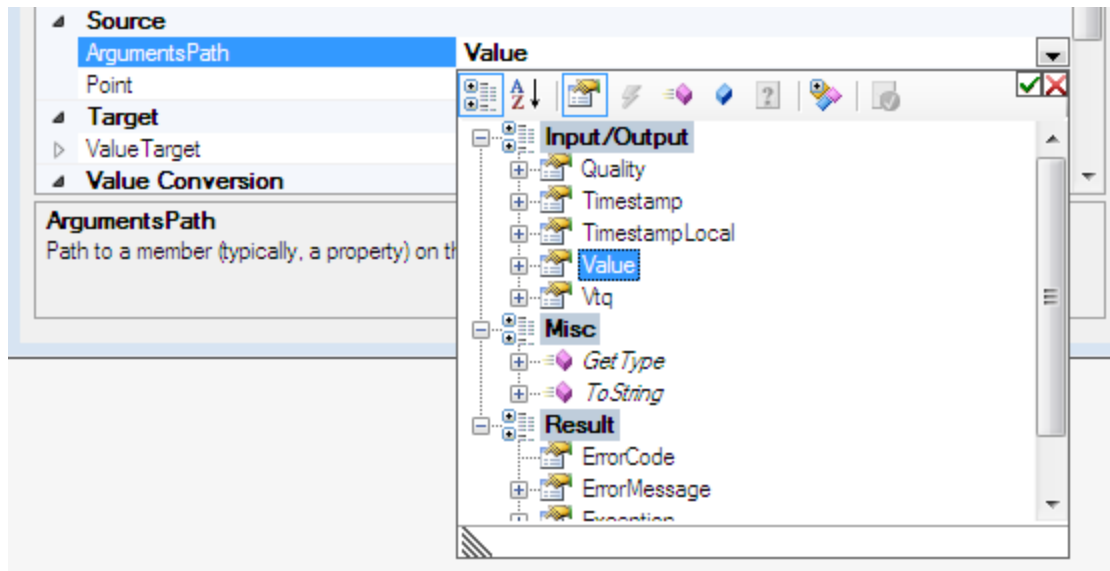 Source
ArgumentsPath Value
Point
Target
ValueTarget
Value Conversion
ArgumentsPath
Path to a member (typically, a property) on th
A
Z
?
Input/Output
Quality
Timestamp
TimestampLocal
Value
Vtq
Misc
GetType
ToString
Result
ErrorCode
ErrorMessage
Exception